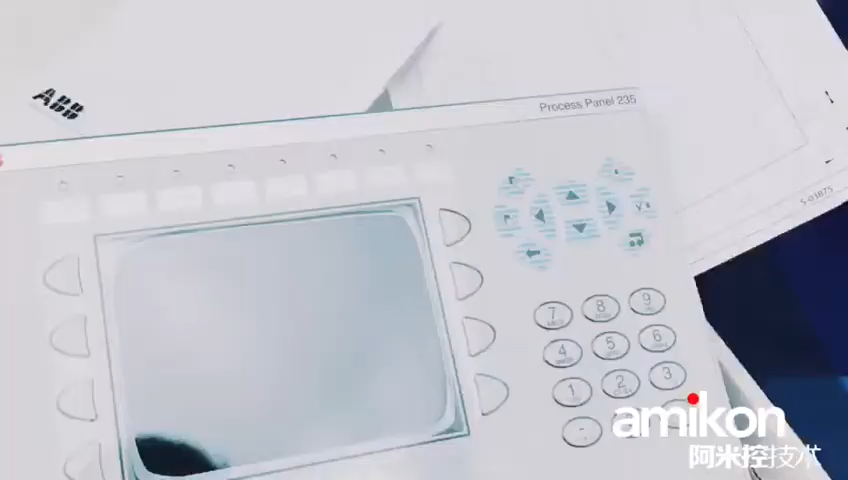 ABB
Process Panel 235
7 8 9
4 5 6
1 2 3
amikon
阿米控技术